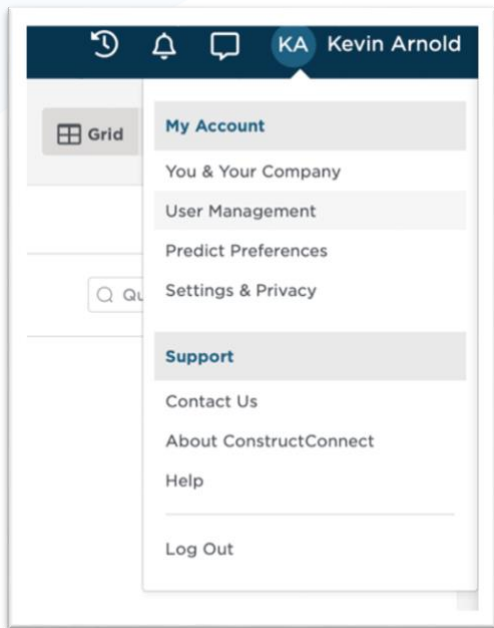 KA Kevin Arnold
Grid
My Account
You & Your Company
User Management
Predict Preferences
Settings & Privacy
Qu
Support
Contact Us
About ConstructConnect
Help
Log Out